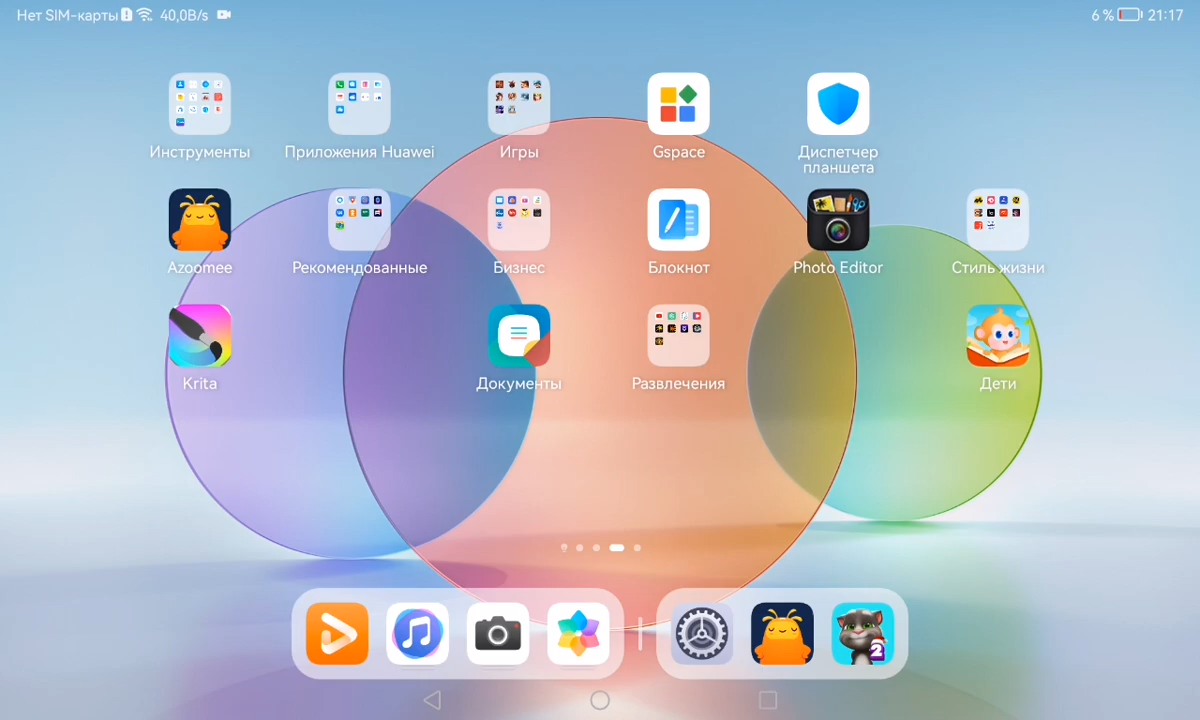 Нет SIM-карты 40,0B/s 6 % 21:17
Инструменты
Приложения Huawei
Игры
Gspace
Диспетчер
планшета
Azoomee
Рекомендованные
Бизнес
Блокнот
Photo Editor
Стиль жизни
Krita
Документы
Развлечения
Дети
2